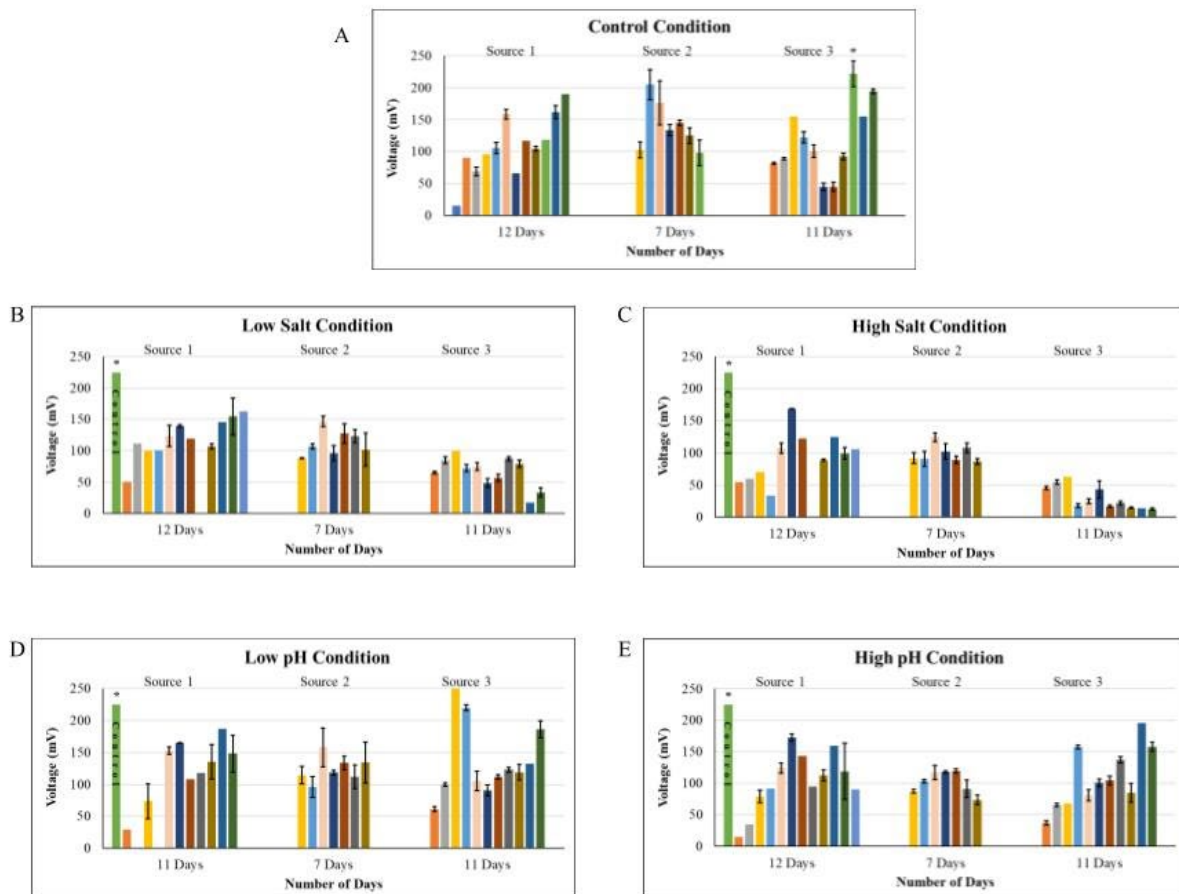 A
Control Condition
Source 1 Source 2 Source 3 *
250
200
150
100
50
0
Voltage (mV)
12 Days 7 Days 11 Days
Number of Days
B
Low Salt Condition
Source 1 Source 2 Source 3
*
250
200
150
100
50
0
Voltage (mV)
Control
12 Days 7 Days 11 Days
Number of Days
C
High Salt Condition
Source 1 Source 2 Source 3
*
250
200
150
100
50
0
Voltage (mV)
Control
12 Days 7 Days 11 Days
Number of Days
D
Low pH Condition
Source 1 Source 2 Source 3
*
250
200
150
100
50
0
Voltage (mV)
Control
11 Days 7 Days 11 Days
Number of Days
E
High pH Condition
Source 1 Source 2 Source 3
*
250
200
150
100
50
0
Voltage (mV)
Control
12 Days 7 Days 11 Days
Number of Days